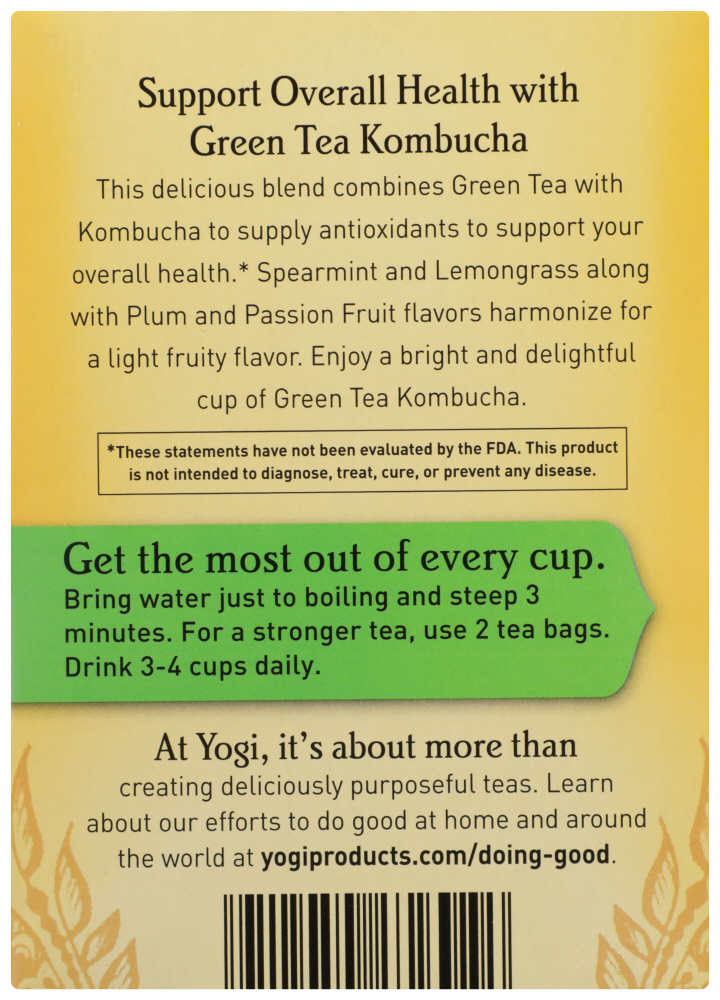 Support Overall Health with
Green Tea Kombucha
This delicious blend combines Green Tea with
Kombucha to supply antioxidants to support your
overall health.* Spearmint and Lemongrass along
with Plum and Passion Fruit flavors harmonize for
a light fruity flavor. Enjoy a bright and delightful
cup of Green Tea Kombucha.
*These statements have not been evaluated by the FDA. This product
is not intended to diagnose, treat, cure, or prevent any disease.
Get the most out of every cup.
Bring water just to boiling and steep 3
minutes. For a stronger tea, use 2 tea bags.
Drink 3-4 cups daily.
At Yogi, it's about more than
creating deliciously purposeful teas. Learn
about our efforts to do good at home and around
the world at yogiproducts.com/doing-good.